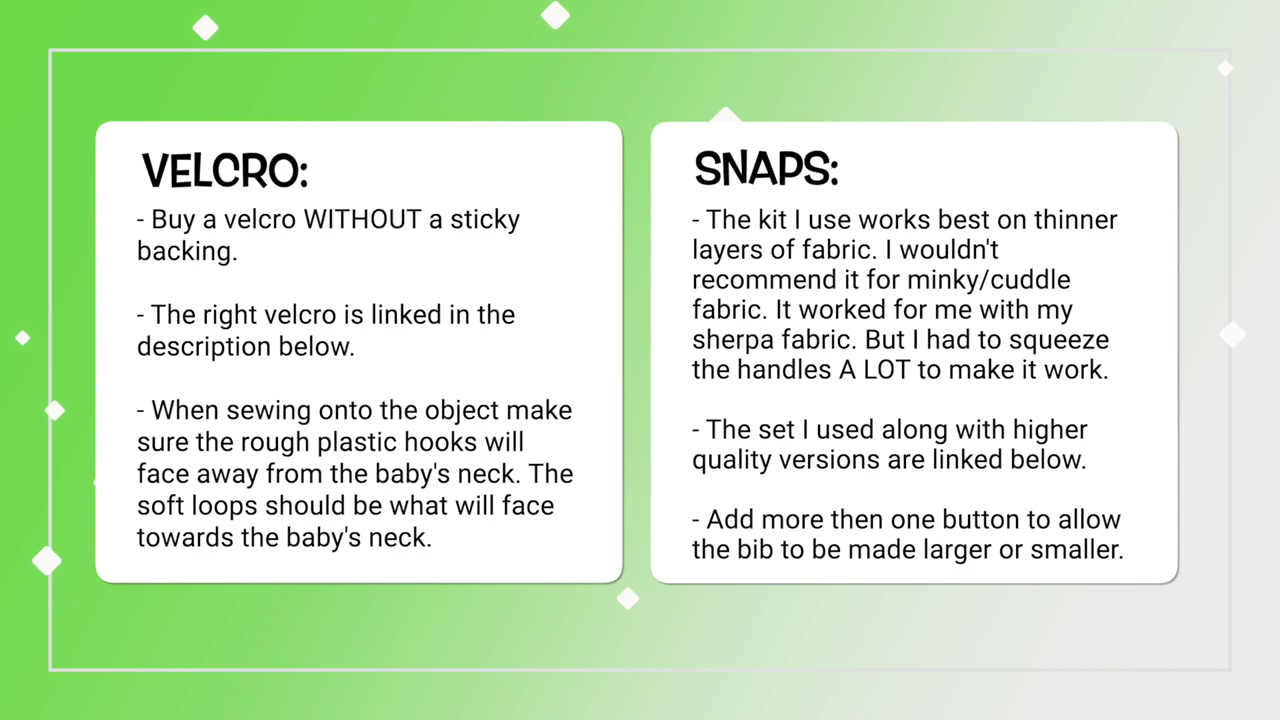 VELCRO:
- Buy a velcro WITHOUT a sticky
backing.
- The right velcro is linked in the
description below.
- When sewing onto the object make
sure the rough plastic hooks will
face away from the baby's neck. The
soft loops should be what will face
towards the baby's neck.
SNAPS:
- The kit I use works best on thinner
layers of fabric. I wouldn't
recommend it for minky/cuddle
fabric. It worked for me with my
sherpa fabric. But I had to squeeze
the handles A LOT to make it work.
- The set I used along with higher
quality versions are linked below.
- Add more then one button to allow
the bib to be made larger or smaller.